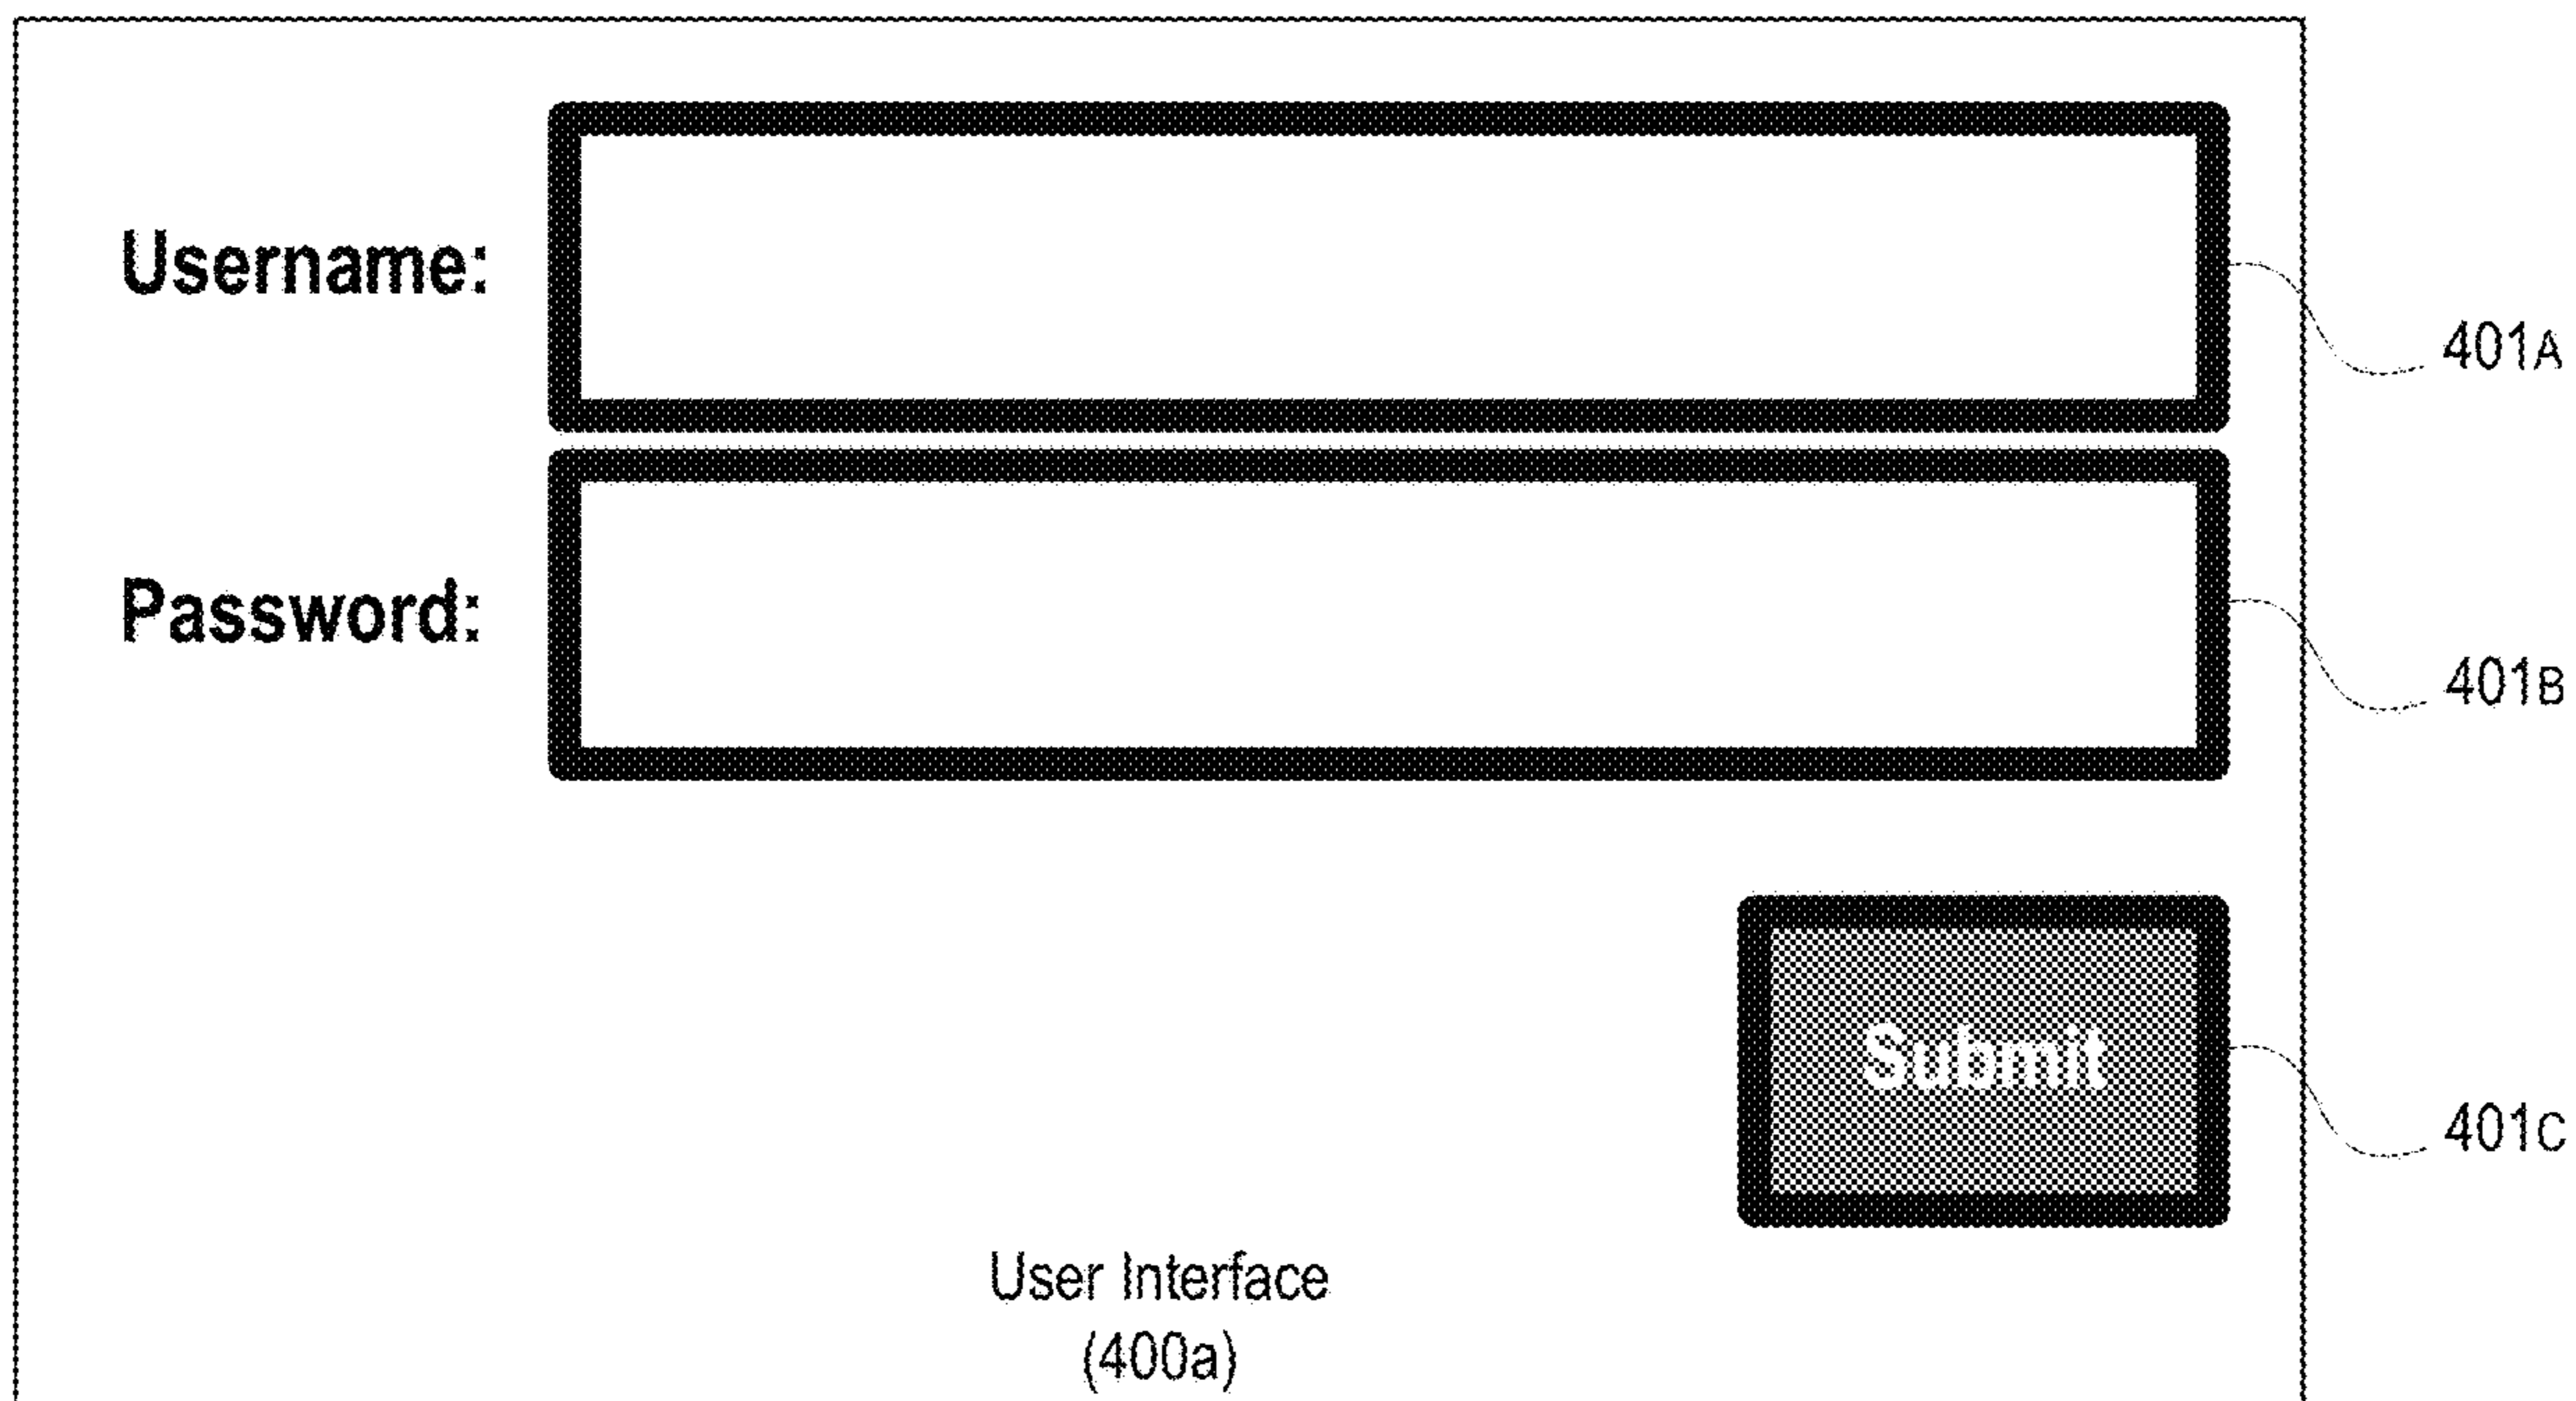 Username:
401A
Password:
401B
Submit
401C
User Interface
(400a)